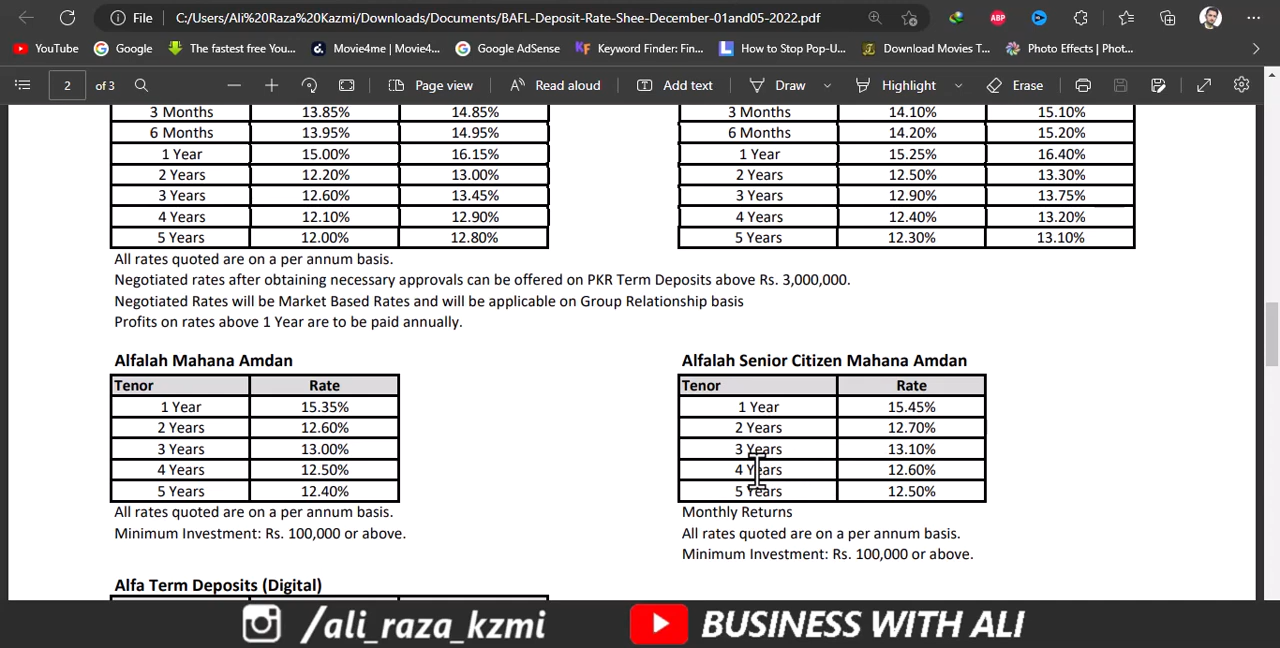 File C:/Users/Ali%20Raza%20Kazmi/Downloads/Documents/BAFL-Deposit-Rate-Shee-December-01and05-2022.pdf
ABP
YouTube Google The fastest free You... Movie4me | Movie4... Google AdSense KF Keyword Finder: Fin... L How to Stop Pop-U... Download Movies T... Photo Effects | Phot...
2 of 3 Page view Read aloud Add text Draw Highlight Erase
3 Months 13.85% 14.85%
6 Months 13.95% 14.95%
1 Year 15.00% 16.15%
2 Years 12.20% 13.00%
3 Years 12.60% 13.45%
4 Years 12.10% 12.90%
5 Years 12.00% 12.80%
3 Months 14.10% 15.10%
6 Months 14.20% 15.20%
1 Year 15.25% 16.40%
2 Years 12.50% 13.30%
3 Years 12.90% 13.75%
4 Years 12.40% 13.20%
5 Years 12.30% 13.10%
All rates quoted are on a per annum basis.
Negotiated rates after obtaining necessary approvals can be offered on PKR Term Deposits above Rs. 3,000,000.
Negotiated Rates will be Market Based Rates and will be applicable on Group Relationship basis
Profits on rates above 1 Year are to be paid annually.
Alfalah Mahana Amdan
Tenor Rate
1 Year 15.35%
2 Years 12.60%
3 Years 13.00%
4 Years 12.50%
5 Years 12.40%
All rates quoted are on a per annum basis.
Minimum Investment: Rs. 100,000 or above.
Alfalah Senior Citizen Mahana Amdan
Tenor Rate
1 Year 15.45%
2 Years 12.70%
3 Years 13.10%
4 Years 12.60%
5 Years 12.50%
Monthly Returns
All rates quoted are on a per annum basis.
Minimum Investment: Rs. 100,000 or above.
Alfa Term Deposits (Digital)
/ali_raza_kzmi BUSINESS WITH ALI